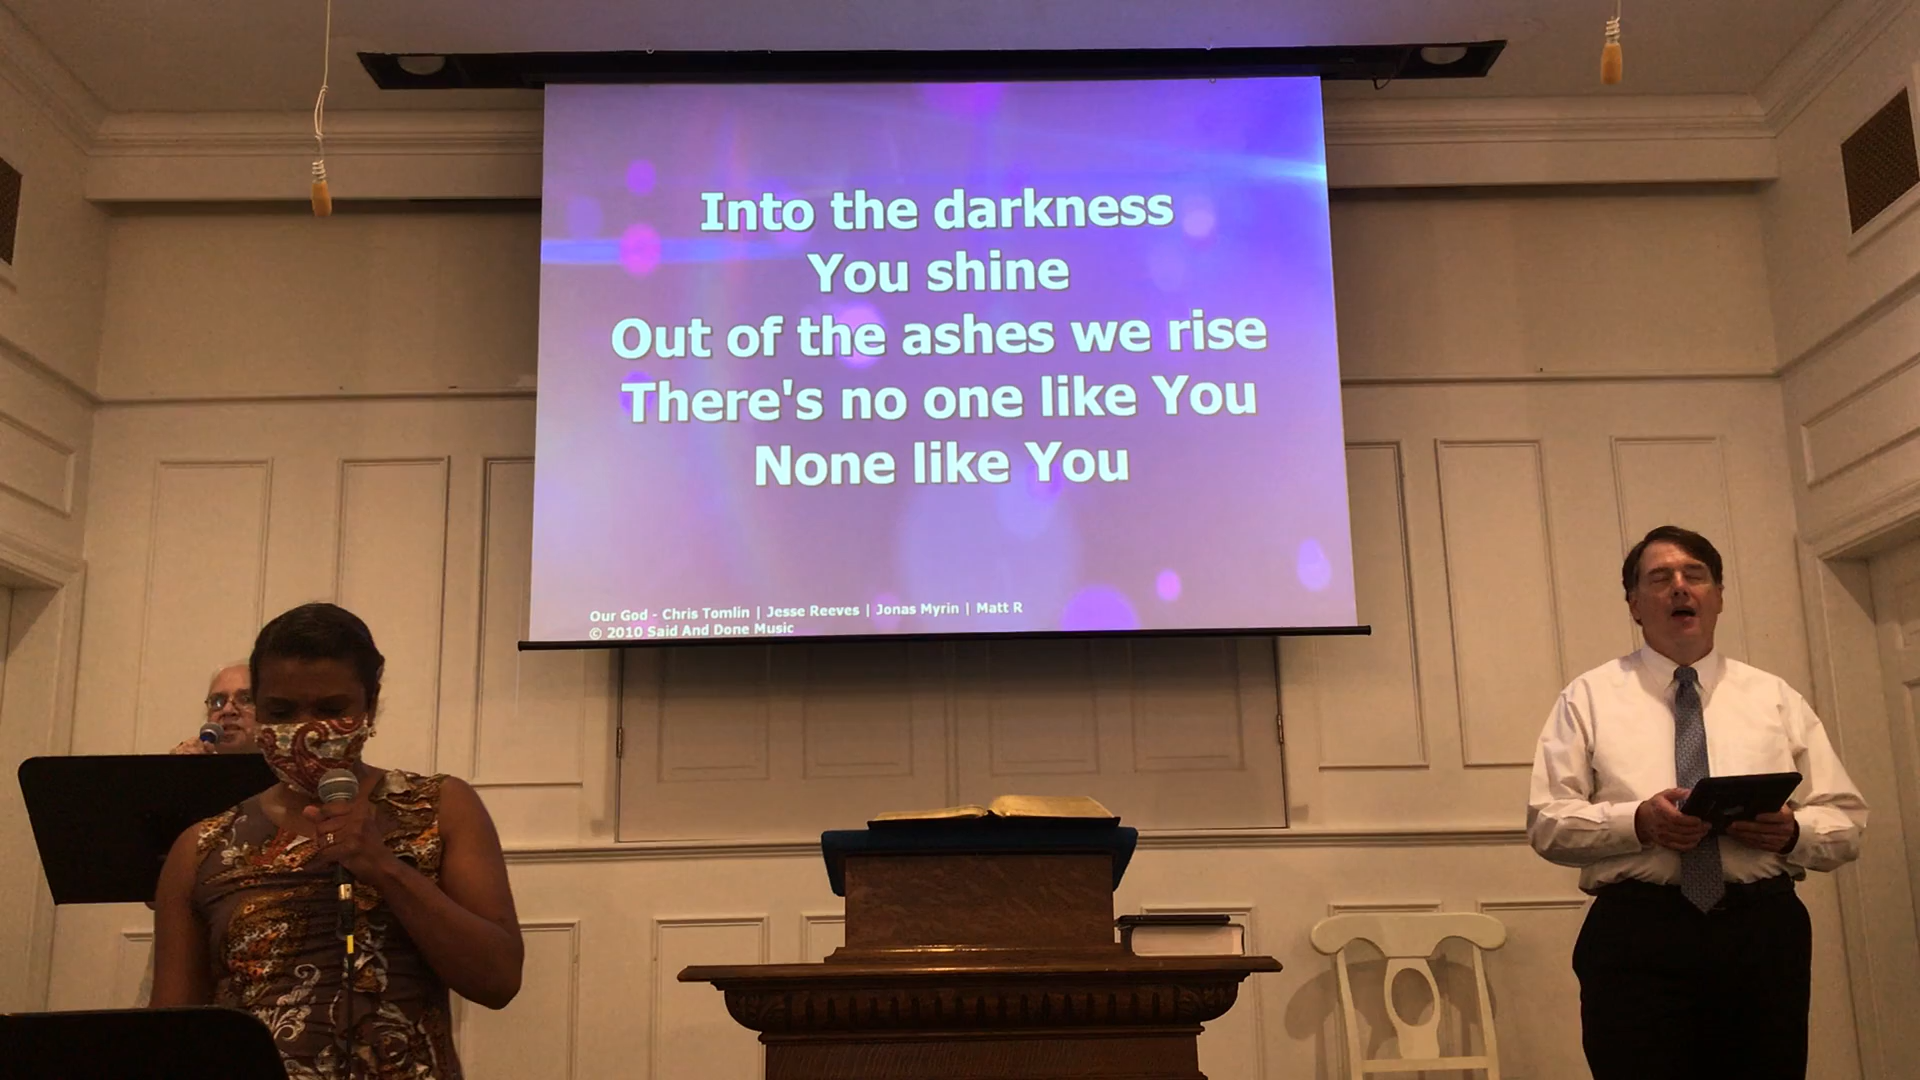 Into the darkness
You shine
Out of the ashes we rise
There's no one like You
None like You
Our God - Chris Tomlin | Jesse Reeves | Jonas Myrin | Matt R
© 2010 Said And Done Music